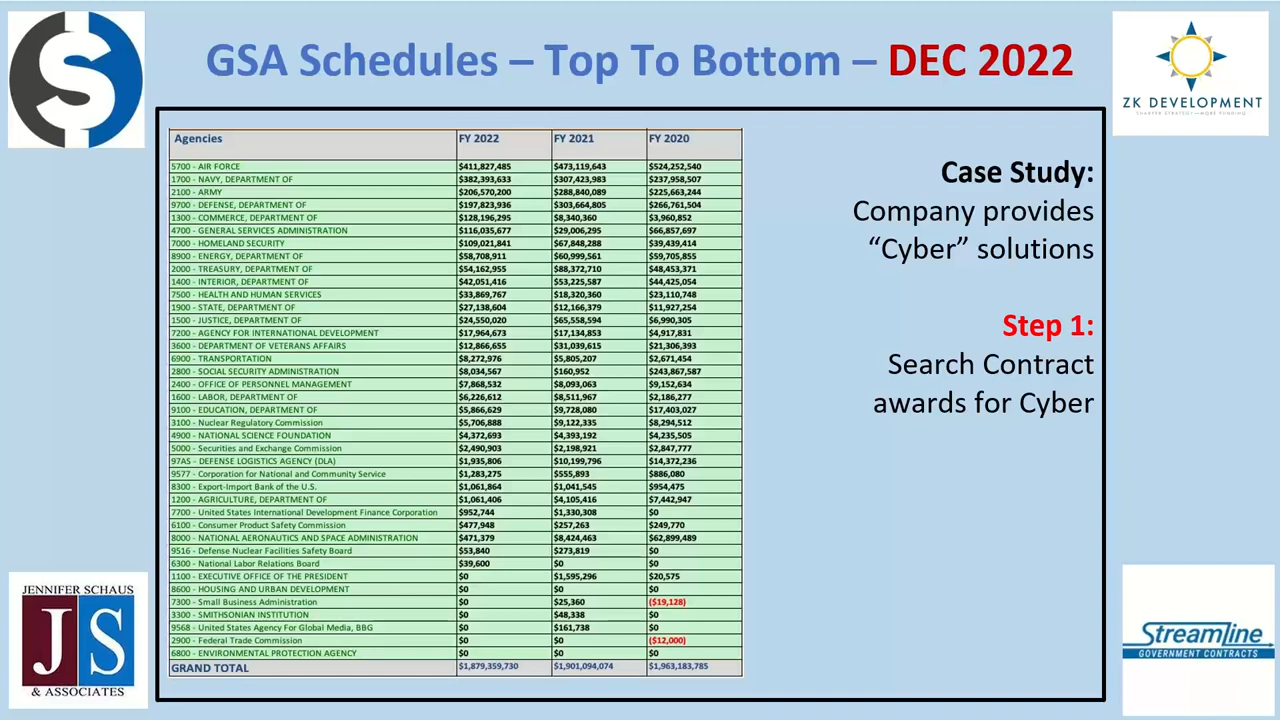 GSA Schedules – Top To Bottom – DEC 2022
ZK DEVELOPMENT
CHARTER STRATEGY—MORE FUNDING
Agencies FY 2022 FY 2021 FY 2020
5700 - AIR FORCE $411,827,485 $473,119,643 $524,252,540
1700 - NAVY, DEPARTMENT OF $382,393,633 $307,423,983 $237,958,507
2100 - ARMY $206,570,200 $288,840,089 $225,663,244
9700 - DEFENSE, DEPARTMENT OF $197,823,936 $303,664,805 $266,761,504
1300 - COMMERCE, DEPARTMENT OF $128,196,295 $8,340,360 $3,960,852
4700 - GENERAL SERVICES ADMINISTRATION $116,035,677 $29,006,295 $66,857,697
7000 - HOMELAND SECURITY $109,021,841 $67,848,288 $39,439,414
8900 - ENERGY, DEPARTMENT OF $58,708,911 $60,999,561 $59,705,855
2000 - TREASURY, DEPARTMENT OF $54,162,955 $88,372,710 $48,453,371
1400 - INTERIOR, DEPARTMENT OF $42,051,416 $53,225,587 $44,425,054
7500 - HEALTH AND HUMAN SERVICES $33,869,767 $18,320,360 $23,110,748
1900 - STATE, DEPARTMENT OF $27,138,604 $12,166,379 $11,927,254
1500 - JUSTICE, DEPARTMENT OF $24,550,020 $65,558,594 $6,990,305
7200 - AGENCY FOR INTERNATIONAL DEVELOPMENT $17,964,673 $17,134,853 $4,917,831
3600 - DEPARTMENT OF VETERANS AFFAIRS $12,866,655 $31,039,615 $21,306,393
6900 - TRANSPORTATION $8,272,976 $5,805,207 $2,671,454
2800 - SOCIAL SECURITY ADMINISTRATION $8,034,567 $160,952 $243,867,587
2400 - OFFICE OF PERSONNEL MANAGEMENT $7,868,532 $8,093,063 $9,152,634
1600 - LABOR, DEPARTMENT OF $6,226,612 $8,511,967 $2,186,277
9100 - EDUCATION, DEPARTMENT OF $5,866,629 $9,728,080 $17,403,027
3100 - Nuclear Regulatory Commission $5,706,888 $9,122,335 $8,294,512
4900 - NATIONAL SCIENCE FOUNDATION $4,372,693 $4,393,192 $4,235,505
5000 - Securities and Exchange Commission $2,490,903 $2,198,921 $2,847,777
97AS - DEFENSE LOGISTICS AGENCY (DLA) $1,935,806 $10,199,796 $14,372,236
9577 - Corporation for National and Community Service $1,283,275 $555,893 $886,080
8300 - Export-Import Bank of the U.S. $1,061,864 $1,041,545 $954,475
1200 - AGRICULTURE, DEPARTMENT OF $1,061,406 $4,105,416 $7,442,947
7700 - United States International Development Finance Corporation $952,744 $1,330,308 $0
6100 - Consumer Product Safety Commission $477,948 $257,263 $249,770
8000 - NATIONAL AERONAUTICS AND SPACE ADMINISTRATION $471,379 $8,424,463 $62,899,489
9516 - Defense Nuclear Facilities Safety Board $53,840 $273,819 $0
6300 - National Labor Relations Board $39,600 $0 $0
1100 - EXECUTIVE OFFICE OF THE PRESIDENT $0 $1,595,296 $20,575
8600 - HOUSING AND URBAN DEVELOPMENT $0 $0 $0
7300 - Small Business Administration $0 $25,360 ($19,128)
3300 - SMITHSONIAN INSTITUTION $0 $48,338 $0
9568 - United States Agency For Global Media, BBG $0 $161,738 $0
2900 - Federal Trade Commission $0 $0 ($12,000)
6800 - ENVIRONMENTAL PROTECTION AGENCY $0 $0 $0
GRAND TOTAL $1,879,359,730 $1,901,094,074 $1,963,183,785
Case Study:
Company provides
“Cyber” solutions
Step 1:
Search Contract
awards for Cyber
JENNIFER SCHAUS
JS
& ASSOCIATES
Streamline
GOVERNMENT CONTRACTS